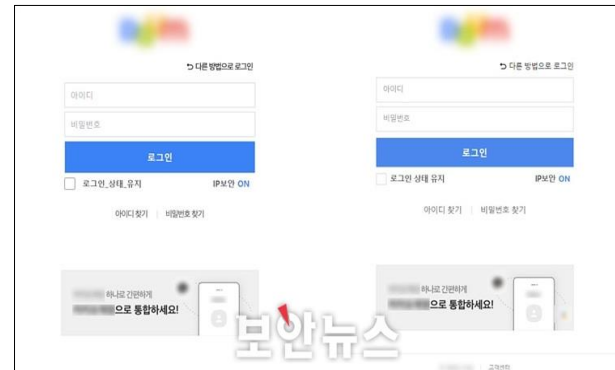 다른 방법으로 로그인
아이디
비밀번호
로그인
로그인_상태_유지 IP보안 ON
아이디 찾기 | 비밀번호 찾기
하나로 간편하게
으로 통합하세요!
다른 방법으로 로그인
아이디
비밀번호
로그인
로그인 상태 유지 IP보안 ON
아이디 찾기 | 비밀번호 찾기
하나로 간편하게
으로 통합하세요!
고객센터
보안뉴스